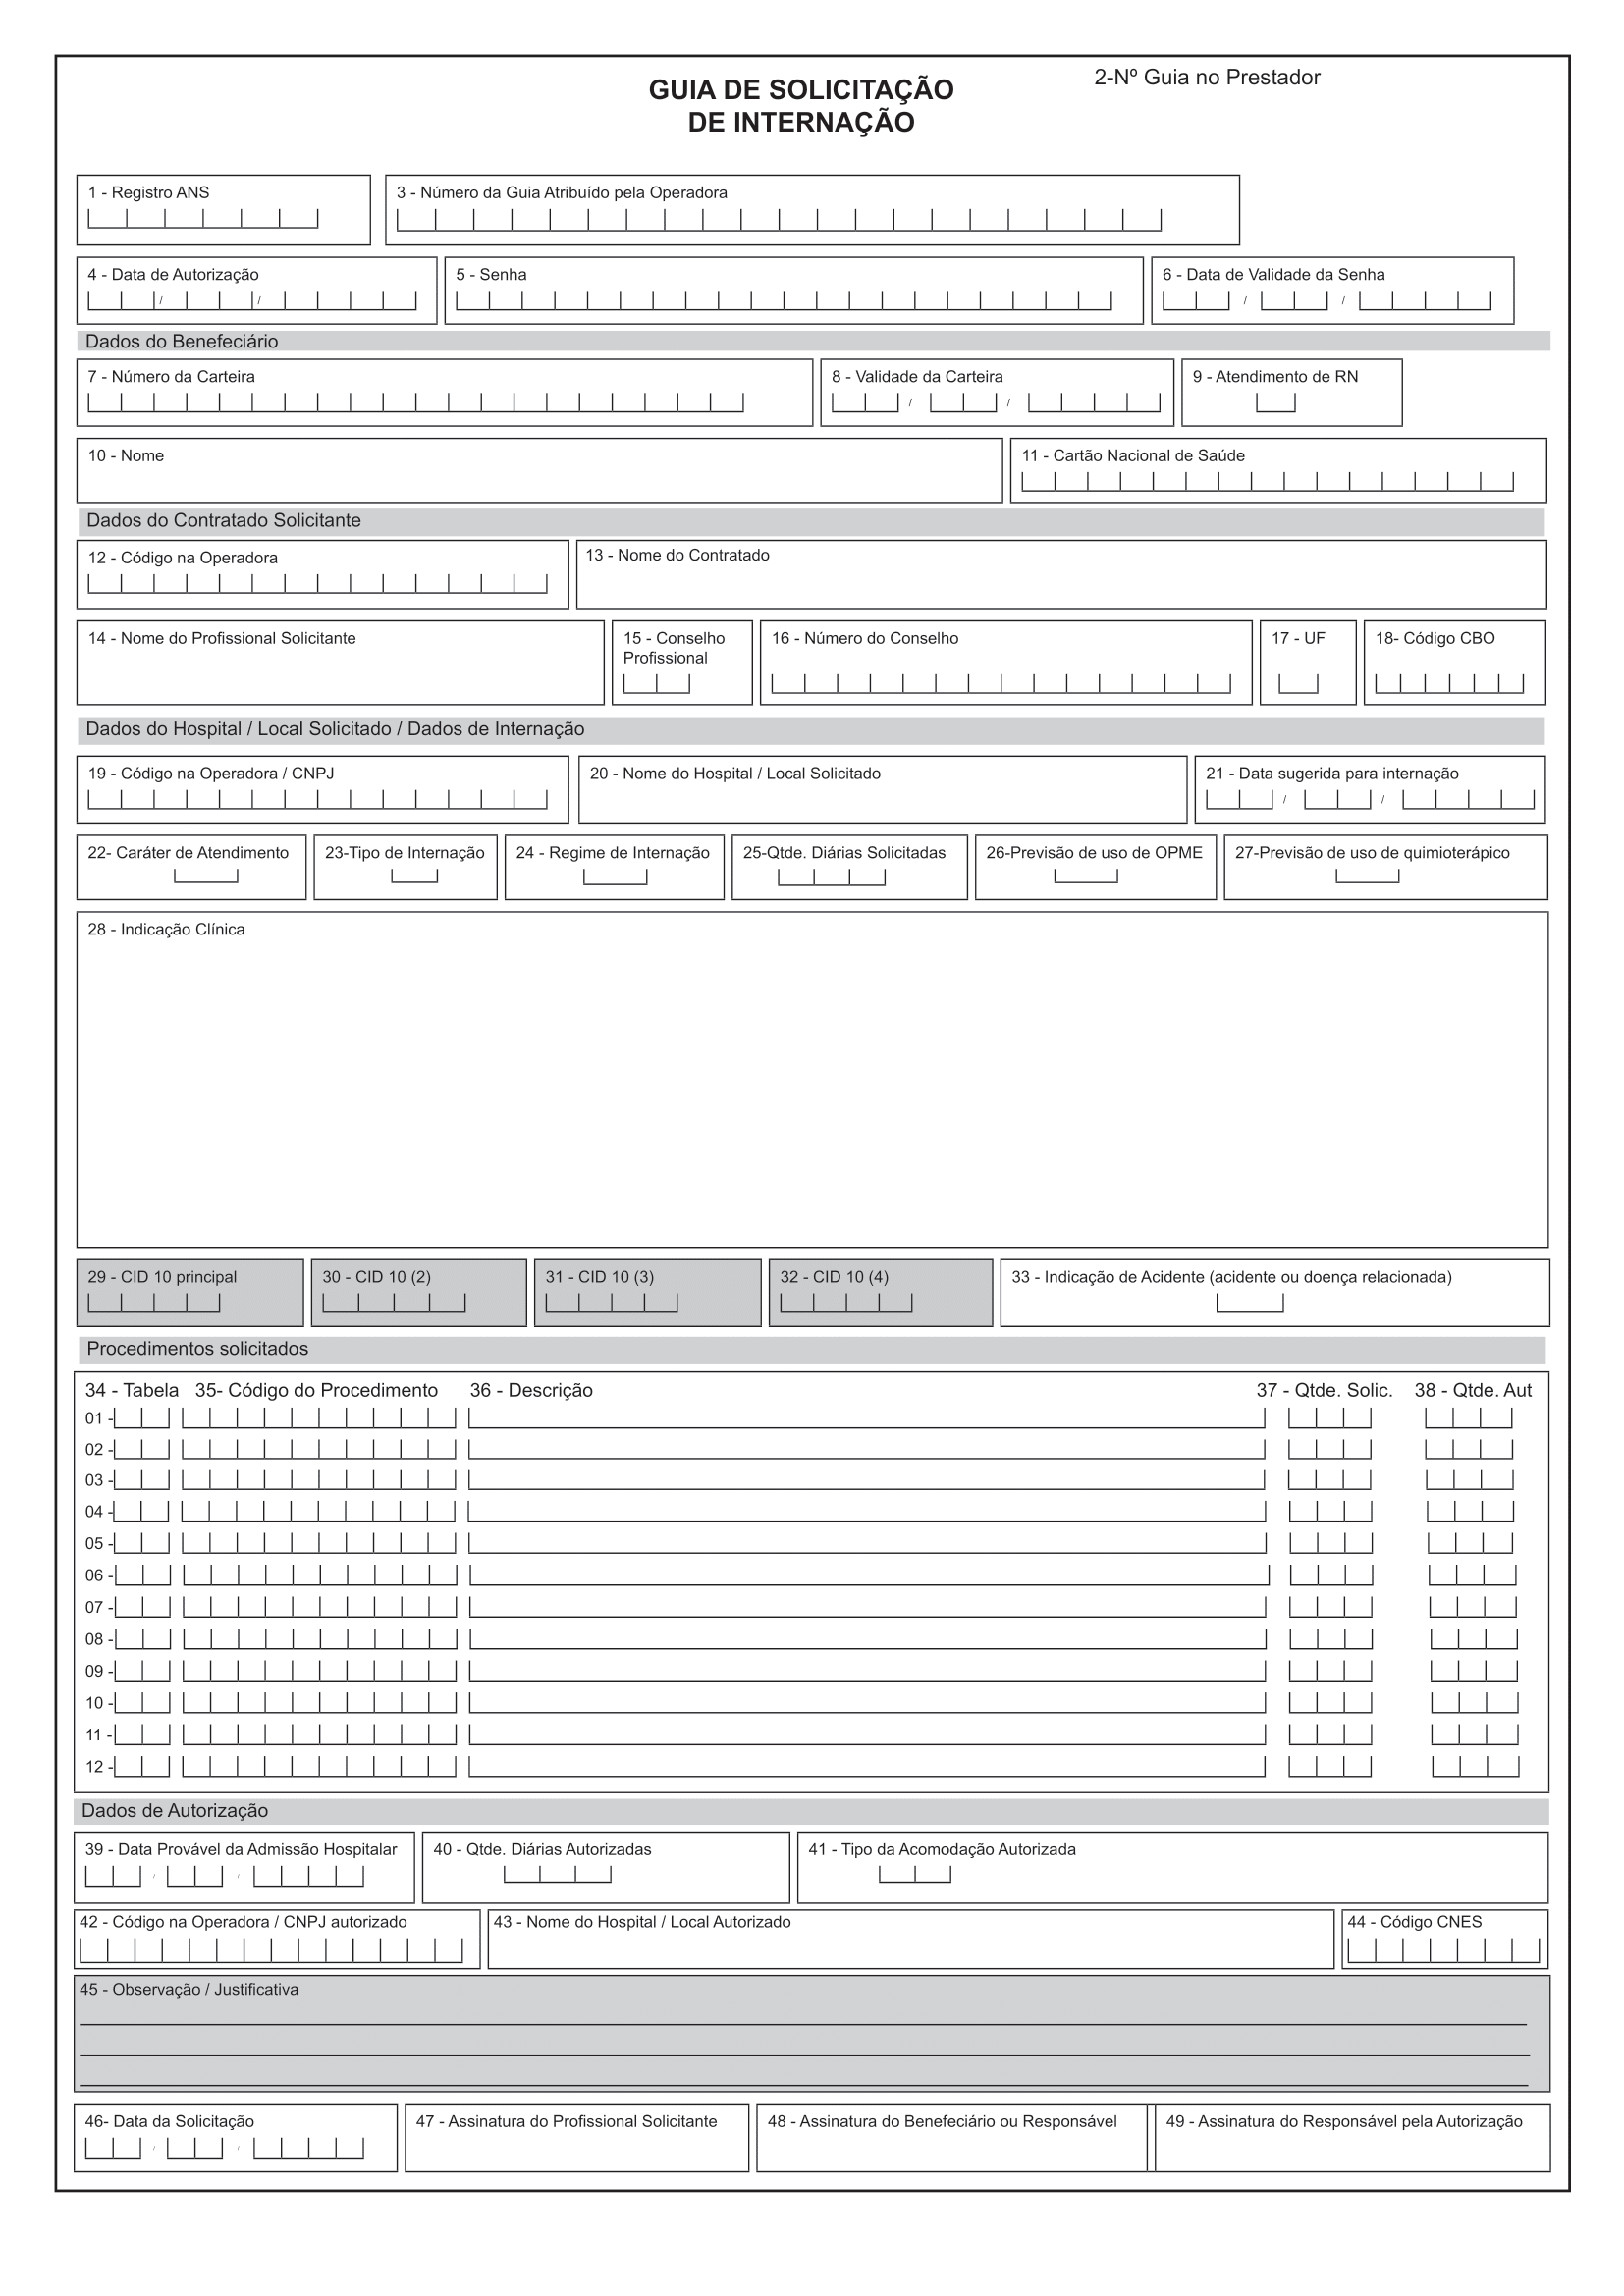 2-Nº Guia no Prestador
GUIA DE SOLICITAÇÃO
DE INTERNAÇÃO
1 - Registro ANS
3 - Número da Guia Atribuído pela Operadora
4 - Data de Autorização
/ /
5 - Senha
6 - Data de Validade da Senha
/ /
Dados do Benefeciário
7 - Número da Carteira
8 - Validade da Carteira
/ /
9 - Atendimento de RN
10 - Nome
11 - Cartão Nacional de Saúde
Dados do Contratado Solicitante
12 - Código na Operadora
13 - Nome do Contratado
14 - Nome do Profissional Solicitante
15 - Conselho
Profissional
16 - Número do Conselho
17 - UF
18- Código CBO
Dados do Hospital / Local Solicitado / Dados de Internação
19 - Código na Operadora / CNPJ
20 - Nome do Hospital / Local Solicitado
21 - Data sugerida para internação
/ /
22- Caráter de Atendimento
23-Tipo de Internação
24 - Regime de Internação
25-Qtde. Diárias Solicitadas
26-Previsão de uso de OPME
27-Previsão de uso de quimioterápico
28 - Indicação Clínica
29 - CID 10 principal
30 - CID 10 (2)
31 - CID 10 (3)
32 - CID 10 (4)
33 - Indicação de Acidente (acidente ou doença relacionada)
Procedimentos solicitados
34 - Tabela 35- Código do Procedimento 36 - Descrição 37 - Qtde. Solic. 38 - Qtde. Aut
01 -
02 -
03 -
04 -
05 -
06 -
07 -
08 -
09 -
10 -
11 -
12 -
Dados de Autorização
39 - Data Provável da Admissão Hospitalar
/ /
40 - Qtde. Diárias Autorizadas
41 - Tipo da Acomodação Autorizada
42 - Código na Operadora / CNPJ autorizado
43 - Nome do Hospital / Local Autorizado
44 - Código CNES
45 - Observação / Justificativa
46- Data da Solicitação
/ /
47 - Assinatura do Profissional Solicitante
48 - Assinatura do Benefeciário ou Responsável
49 - Assinatura do Responsável pela Autorização